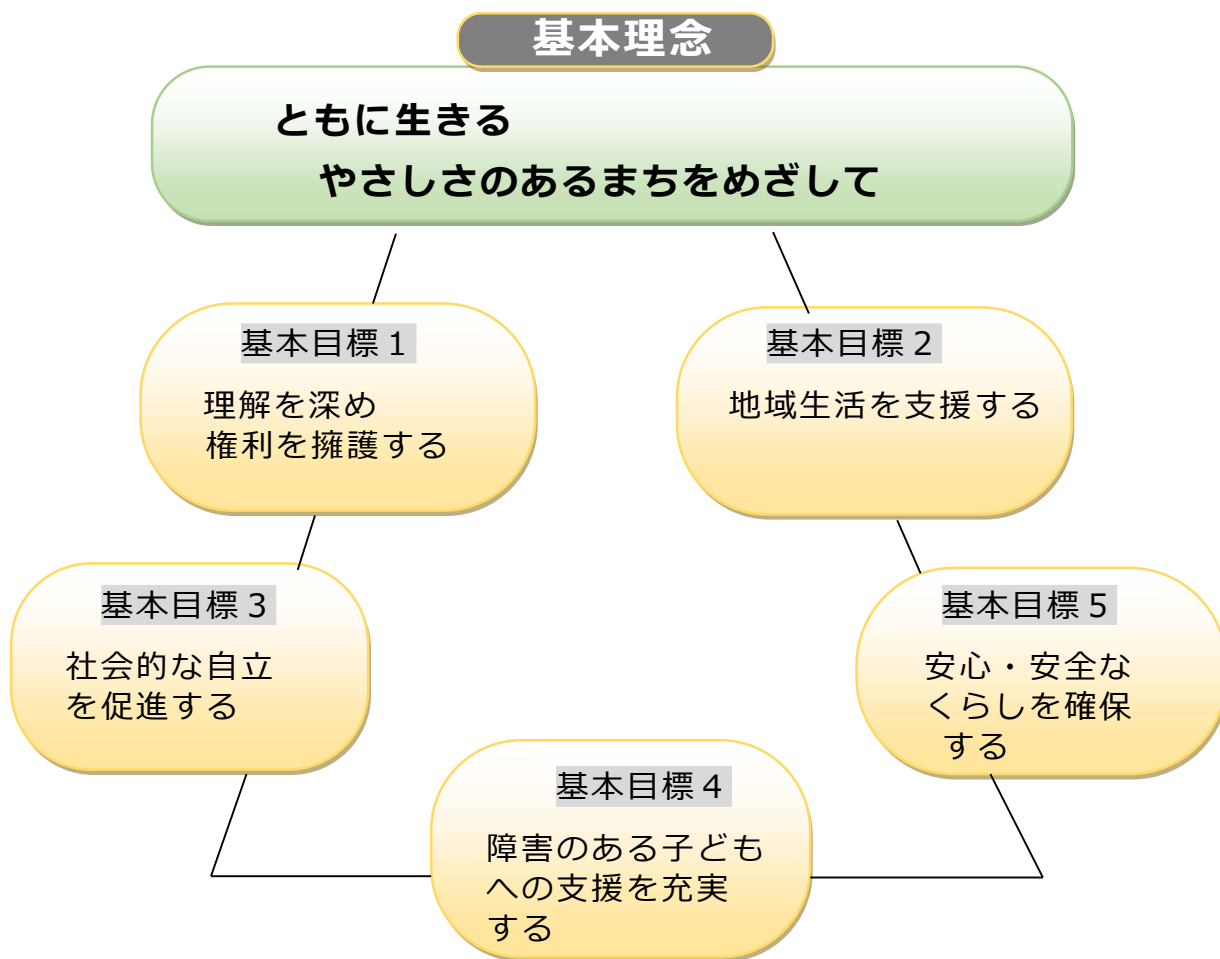 基本理念
ともに生きる
やさしさのあるまちをめざして
基本目標１
理解を深め
権利を擁護する
基本目標２
地域生活を支援する
基本目標３
社会的な自立
を促進する
基本目標５
安心・安全な
くらしを確保
する
基本目標４
障害のある子ども
への支援を充実
する